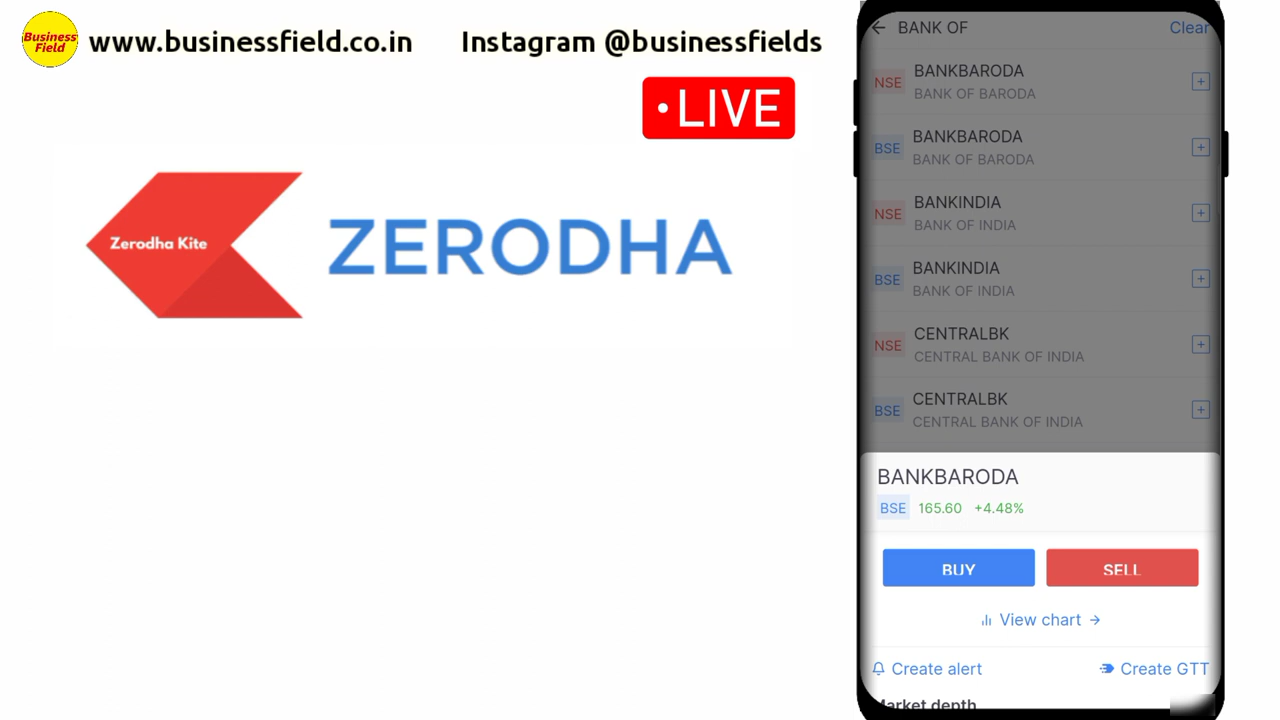 Business
Field
www.businessfield.co.in
Instagram @businessfields
• LIVE
Zerodha Kite
ZERODHA
BANK OF
Clear
NSE
BANKBARODA
BANK OF BARODA
BSE
BANKBARODA
BANK OF BARODA
NSE
BANKINDIA
BANK OF INDIA
BSE
BANKINDIA
BANK OF INDIA
NSE
CENTRALBK
CENTRAL BANK OF INDIA
BSE
CENTRALBK
CENTRAL BANK OF INDIA
BANKBARODA
BSE 165.60 +4.48%
BUY
SELL
View chart →
Create alert
Create GTT
Market depth